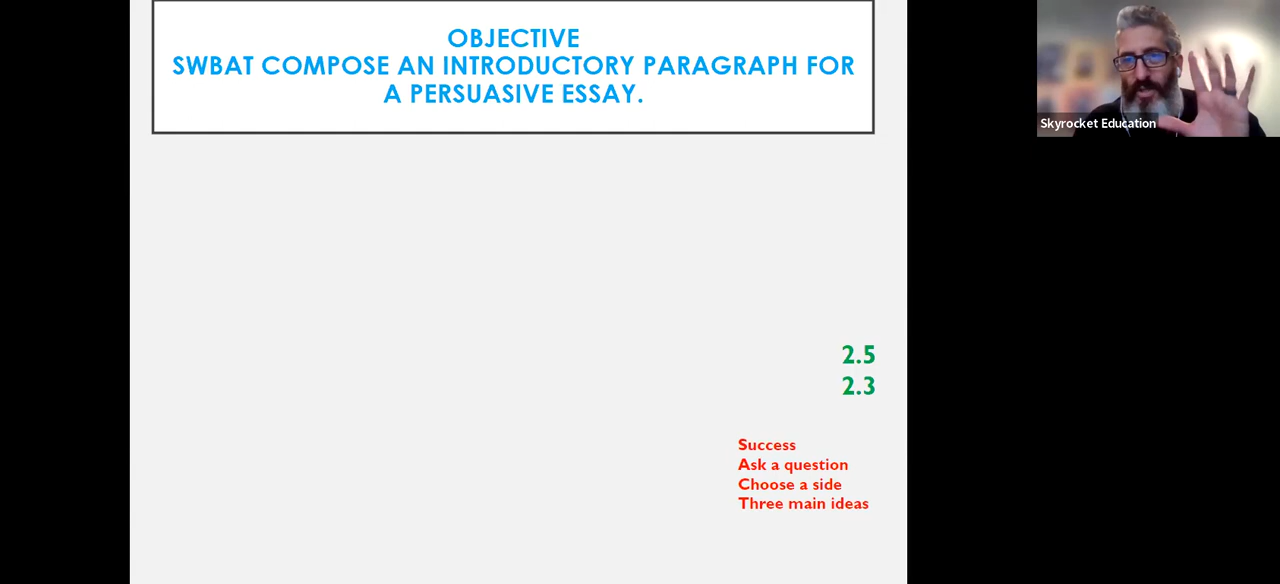 OBJECTIVE
SWBAT COMPOSE AN INTRODUCTORY PARAGRAPH FOR
A PERSUASIVE ESSAY.
Skyrocket Education
2.5
2.3
Success
Ask a question
Choose a side
Three main ideas